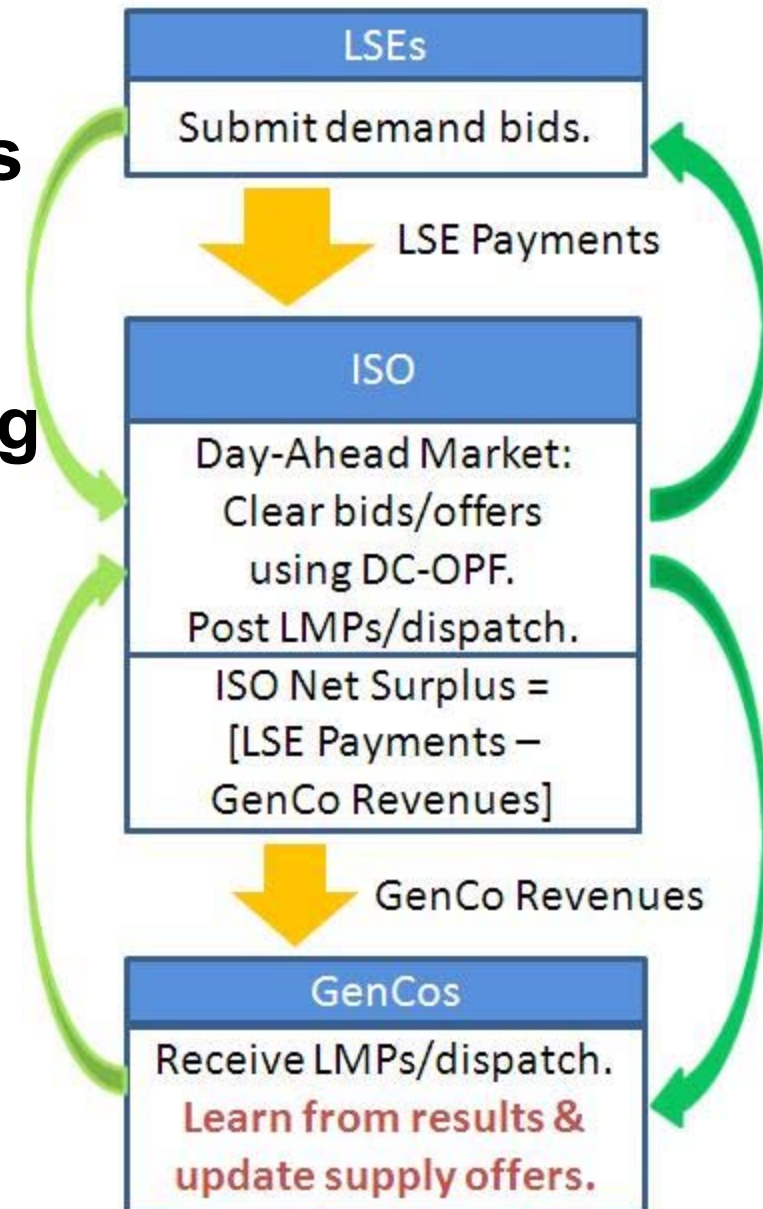 LSEs
s
Submit demand bids.
LSE Payments
ISO
g
Day-Ahead Market:
Clear bids/offers
using DC-OPF.
Post LMPs/dispatch.
ISO Net Surplus =
[LSE Payments –
GenCo Revenues]
GenCo Revenues
GenCos
Receive LMPs/dispatch.
Learn from results &
update supply offers.